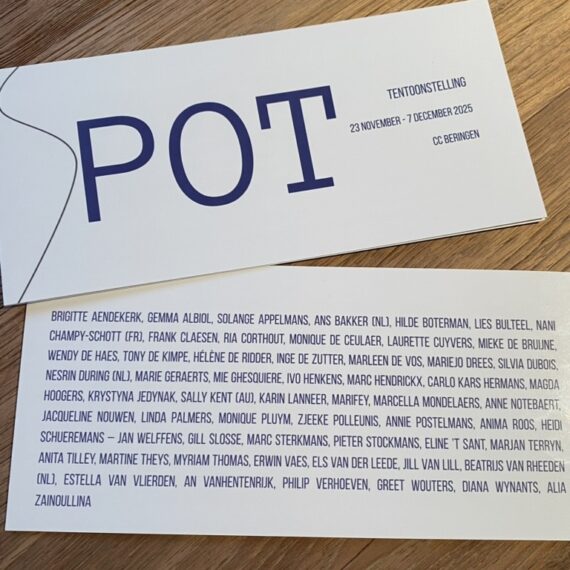 POT
TENTOONSTELLING
23 NOVEMBER - 7 DECEMBER 2025
CC BERINGEN
BRIGITTE AENDEKERK, GEMMA ALBIOL, SOLANGE APPELMANS, ANS BAKKER (NL), HILDE BOTERMAN, LIES BULTEEL, NANI
CHAMPY-SCHOTT (FR), FRANK CLAESEN, RIA CORTHOUT, MONIQUE DE CEULAER, LAURETTE CUYVERS, MIEKE DE BRUIJNE,
WENDY DE HAES, TONY DE KIMPE, HÉLÈNE DE RIDDER, INGE DE ZUTTER, MARLEEN DE VOS, MARIEJO DREES, SILVIA DUBOIS,
NESRIN DURING (NL), MARIE GERAERTS, MIE GHESQUIERE, IVO HENKENS, MARC HENDRICKX, CARLO KARS HERMANS, MAGDA
HOOGERS, KRYSTYNA JEDYNAK, SALLY KENT (AU), KARIN LANNEER, MARIFEY, MARCELLA MONDELAERS, ANNE NOTEBAERT,
JACQUELINE NOUWEN, LINDA PALMERS, MONIQUE PLUYM, ZJEEKE POLLEUNIS, ANNIE POSTELMANS, ANIMA ROOS, HEIDI
SCHUEREMANS – JAN WELFFENS, GILL SLOSSE, MARC STERKMANS, PIETER STOCKMANS, ELINE 'T SANT, MARJAN TERRYN,
ANITA TILLEY, MARTINE THEYS, MYRIAM THOMAS, ERWIN VAES, ELS VAN DER LEEDE, JILL VAN LILL, BEATRIJS VAN RHEEDEN
(NL), ESTELLA VAN VLIERDEN, AN VANHENTENRIJK, PHILIP VERHOEVEN, GREET WOUTERS, DIANA WYNANTS, ALIA
ZAINOULLINA